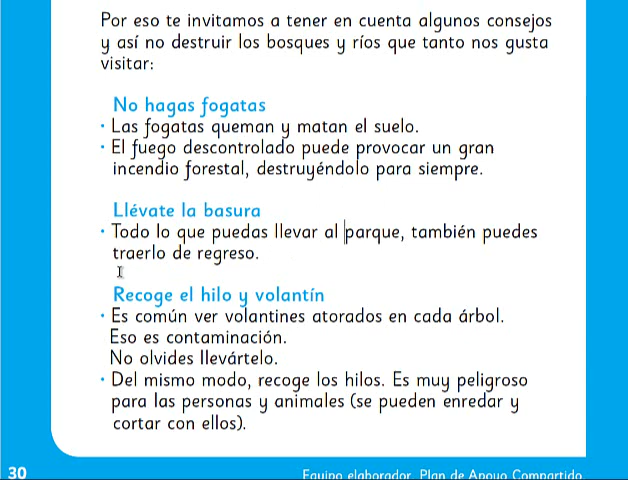 Por eso te invitamos a tener en cuenta algunos consejos
y así no destruir los bosques y ríos que tanto nos gusta
visitar:
No hagas fogatas
· Las fogatas queman y matan el suelo.
· El fuego descontrolado puede provocar un gran
incendio forestal, destruyéndolo para siempre.
Llévate la basura
· Todo lo que puedas llevar al parque, también puedes
traerlo de regreso.
Recoge el hilo y volantín
· Es común ver volantines atorados en cada árbol.
Eso es contaminación.
No olvides llevártelo.
· Del mismo modo, recoge los hilos. Es muy peligroso
para las personas y animales (se pueden enredar y
cortar con ellos).
30
Equipo elaborador, Plan de Apoyo Compartido